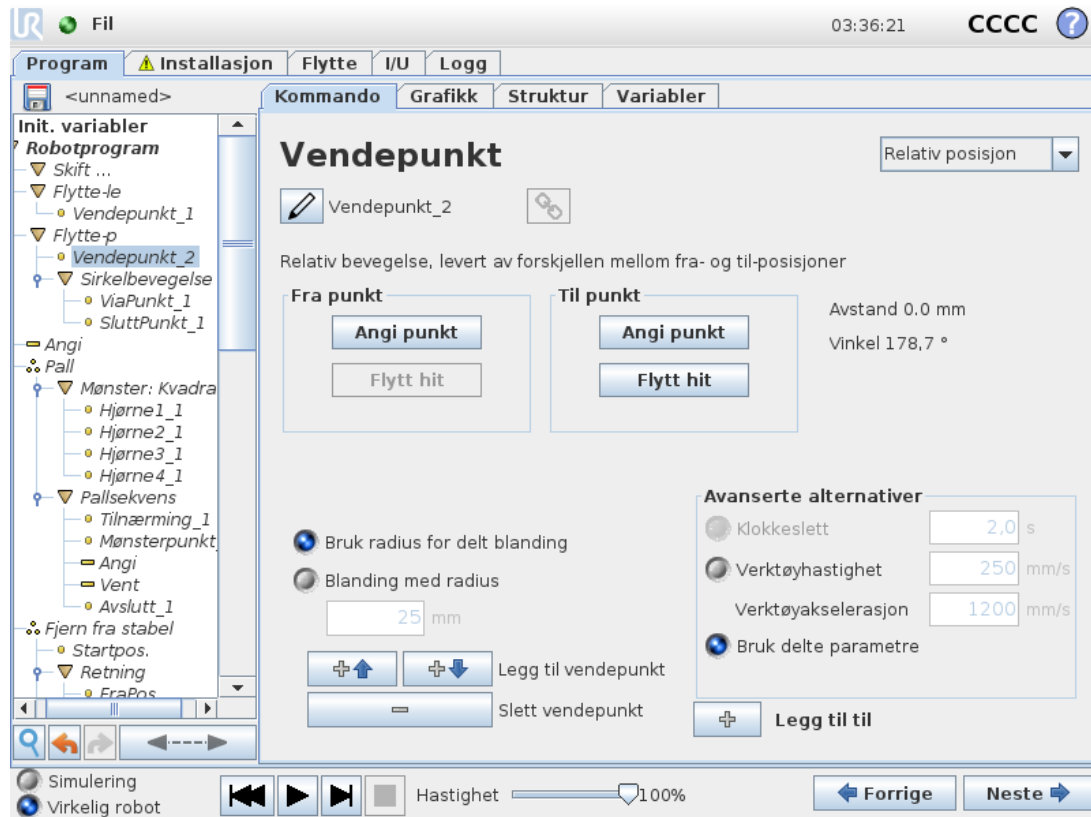 UR Fil 03:36:21 CCCC ?
Program Installasjon Flytte I/U Logg
<unnamed>
Kommando Grafikk Struktur Variabler
Init. variabler
Robotprogram
Skift ...
Flytte-le
Vendepunkt_1
Flytte-p
Vendepunkt_2
Sirkelbevegelse
ViaPunkt_1
SluttPunkt_1
Angi
Pall
Mønster: Kvadra
Hjørne1_1
Hjørne2_1
Hjørne3_1
Hjørne4_1
Pallsekvens
Tilnærming_1
Mønsterpunkt_
Angi
Vent
Avslutt_1
Fjern fra stabel
Startpos.
Retning
FraPos
Vendepunkt
Relativ posisjon
Vendepunkt_2
Relativ bevegelse, levert av forskjellen mellom fra- og til-posisjoner
Fra punkt
Angi punkt
Flytt hit
Til punkt
Angi punkt
Flytt hit
Avstand 0.0 mm
Vinkel 178,7 °
Bruk radius for delt blanding
Blanding med radius
25 mm
Legg til vendepunkt
Slett vendepunkt
Avanserte alternativer
Klokkeslett 2,0 s
Verktøyhastighet 250 mm/s
Verktøyakselerasjon 1200 mm/s
Bruk delte parametre
Legg til til
Simulering
Virkelig robot
Hastighet 100%
Forrige Neste